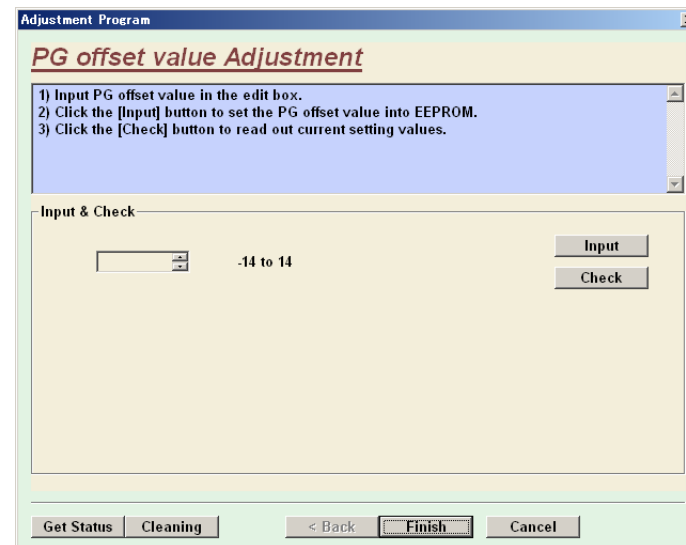 Adjustment Program
PG offset value Adjustment
1) Input PG offset value in the edit box.
2) Click the [Input] button to set the PG offset value into EEPROM.
3) Click the [Check] button to read out current setting values.
Input & Check
-14 to 14
Input
Check
Get Status
Cleaning
< Back
Finish
Cancel